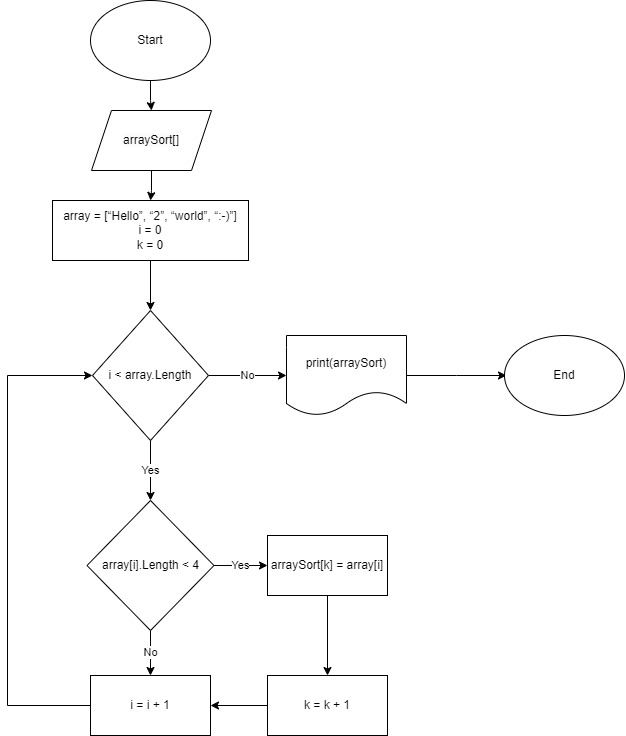 Start
arraySort[]
array = [“Hello”, “2”, “world”, “:-)”]
i = 0
k = 0
i < array.Length
No
print(arraySort)
End
Yes
array[i].Length < 4
Yes
arraySort[k] = array[i]
No
i = i + 1
k = k + 1